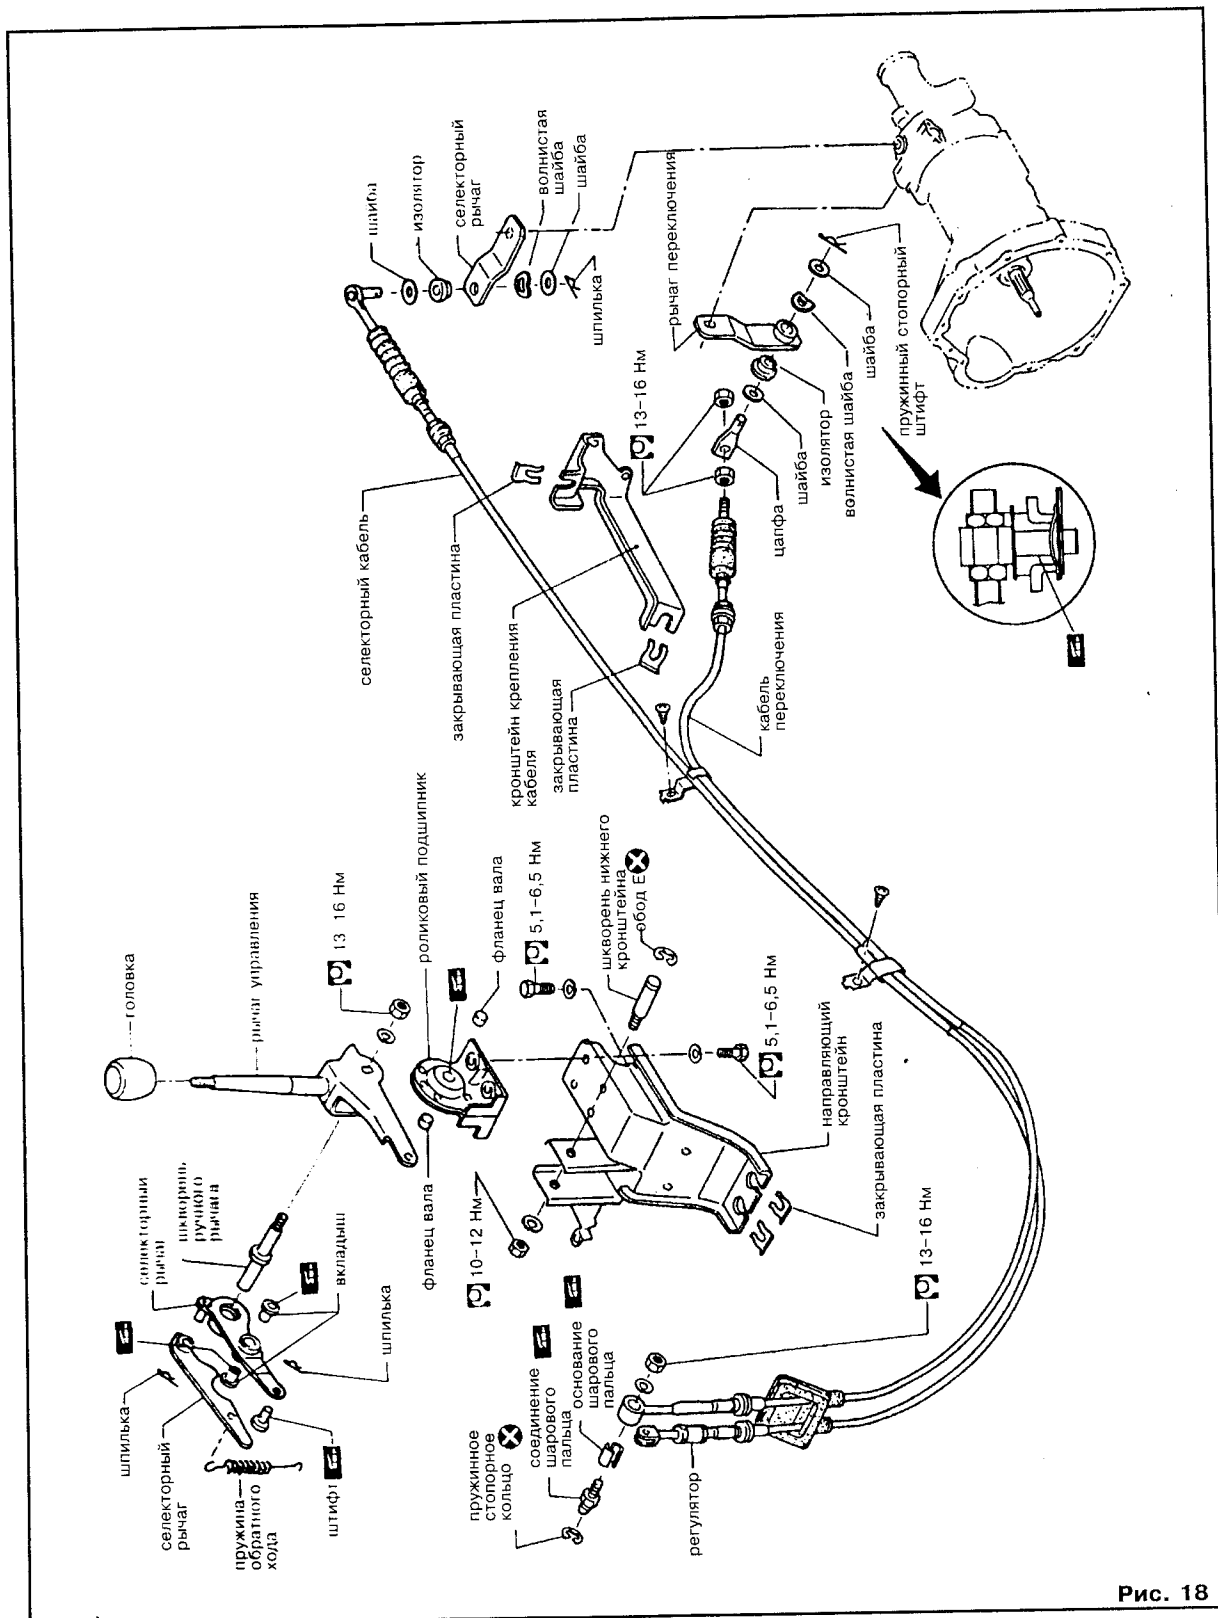 головка
рычаг управления
13 16 Нм
селекторный
рычаг
шкворень
ручного
рычага
вкладыш
шпилька
шпилька
селекторный
рычаг
пружина
обратного
хода
штифт
роликовый подшипник
фланец вала
фланец вала
5,1-6,5 Нм
10-12 Нм
шкворень нижнего
кронштейна
обод Е
5,1-6,5 Нм
направляющий
кронштейн
закрывающая пластина
13-16 Нм
пружинное
стопорное
кольцо
соединение
шарового
пальца
основание
шарового
пальца
регулятор
шайба
изолятор
селекторный
рычаг
волнистая
шайба
шайба
шпилька
селекторный кабель
закрывающая пластина
кронштейн крепления
кабеля
закрывающая
пластина
рычаг переключения
13-16 Нм
цапфа
шайба
изолятор
волнистая шайба
шайба
пружинный стопорный
штифт
кабель
переключения
Рис. 18